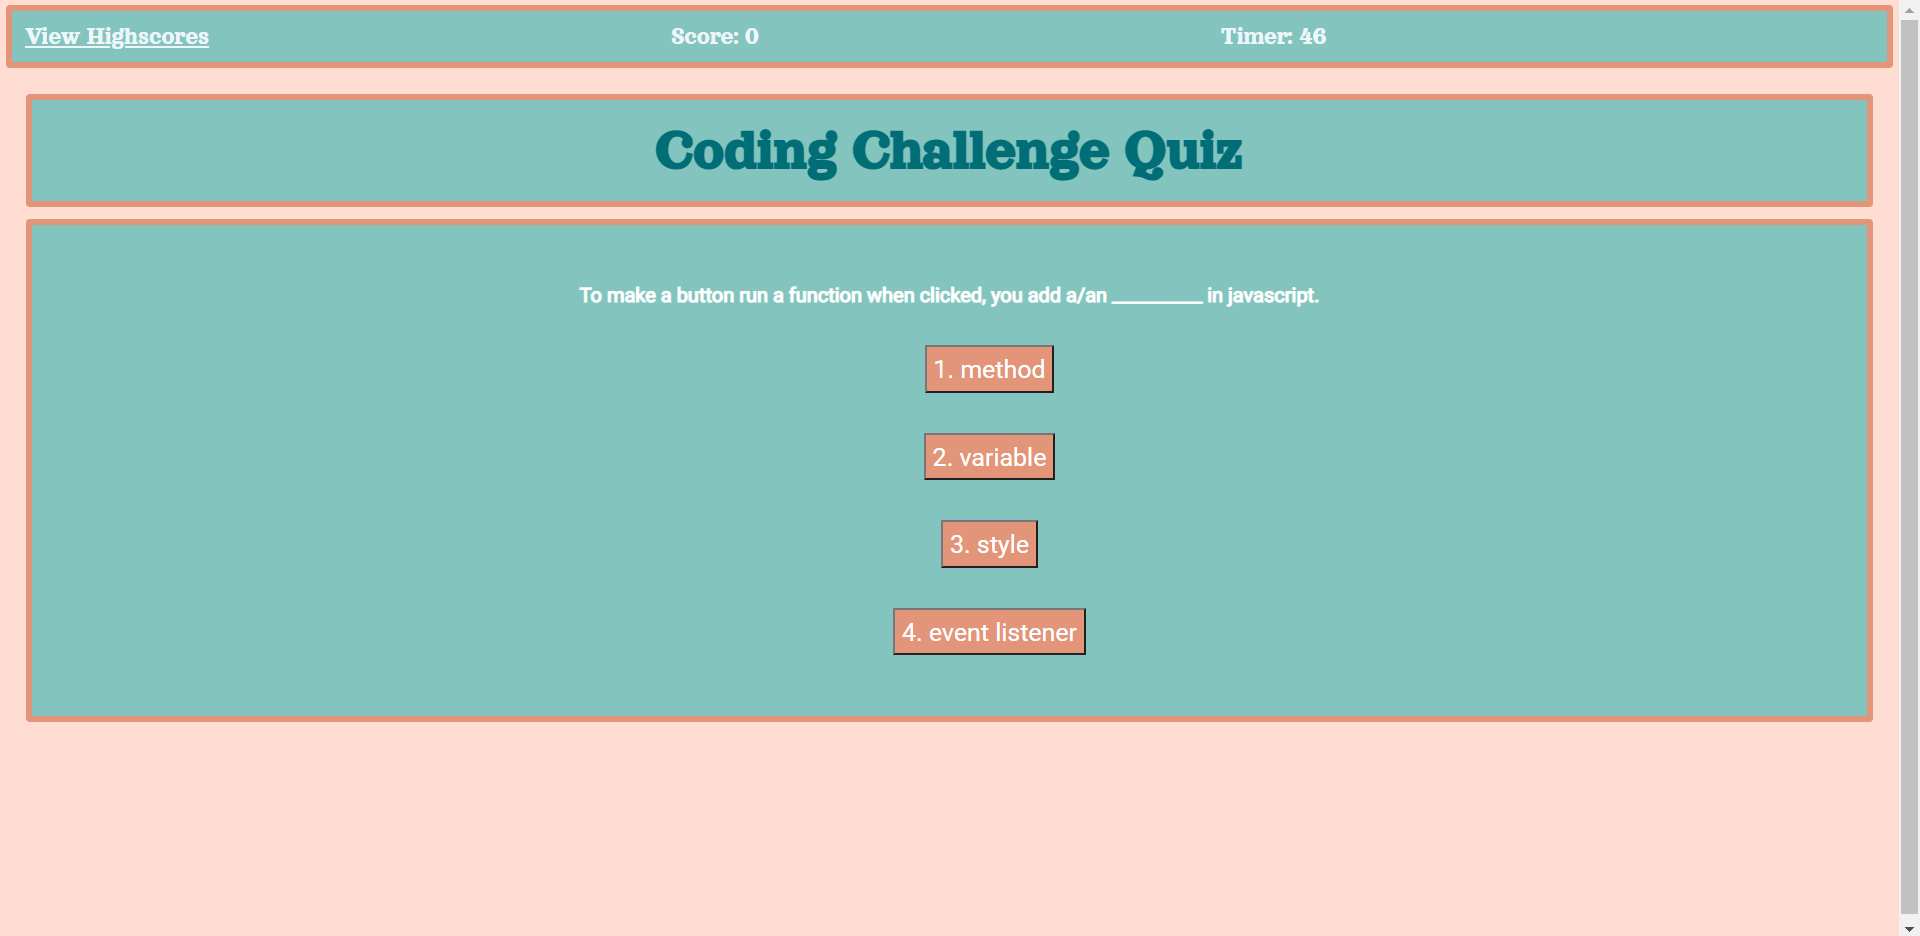 View Highscores Score: 0 Timer: 46
Coding Challenge Quiz
To make a button run a function when clicked, you add a/an __________ in javascript.
1. method
2. variable
3. style
4. event listener